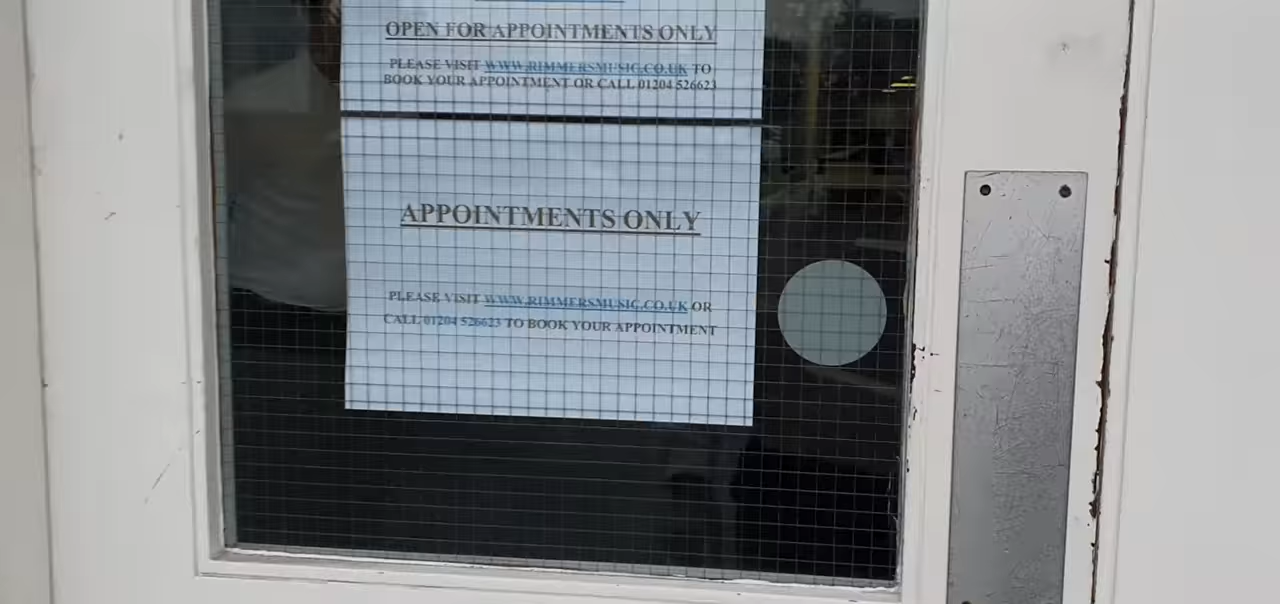 OPEN FOR APPOINTMENTS ONLY
PLEASE VISIT WWW.RIMMERSMUSIC.CO.UK TO
BOOK YOUR APPOINTMENT OR CALL 01204 526623
APPOINTMENTS ONLY
PLEASE VISIT WWW.RIMMERSMUSIC.CO.UK OR
CALL 01204 526623 TO BOOK YOUR APPOINTMENT